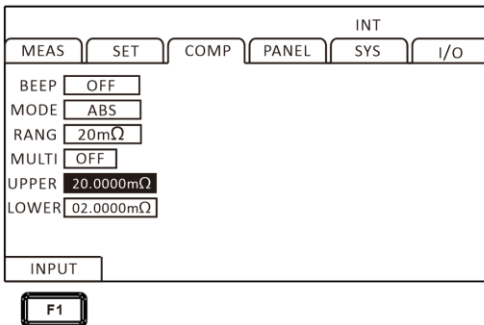 INT
MEAS SET COMP PANEL SYS I/O
BEEP OFF
MODE ABS
RANG 20mΩ
MULTI OFF
UPPER 20.0000mΩ
LOWER 02.0000mΩ
INPUT
F1